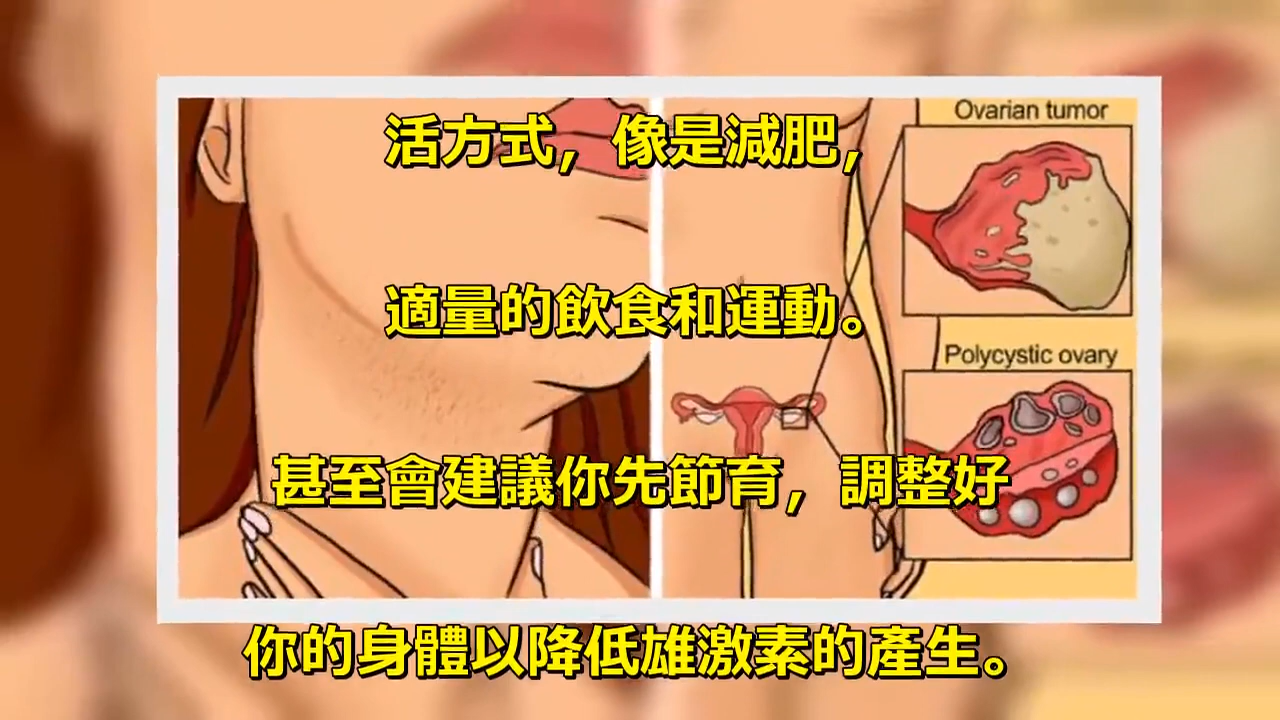 Ovarian tumor
活方式，像是減肥，
適量的飲食和運動。
Polycystic ovary
甚至會建議你先節育，調整好
你的身體以降低雄激素的產生。